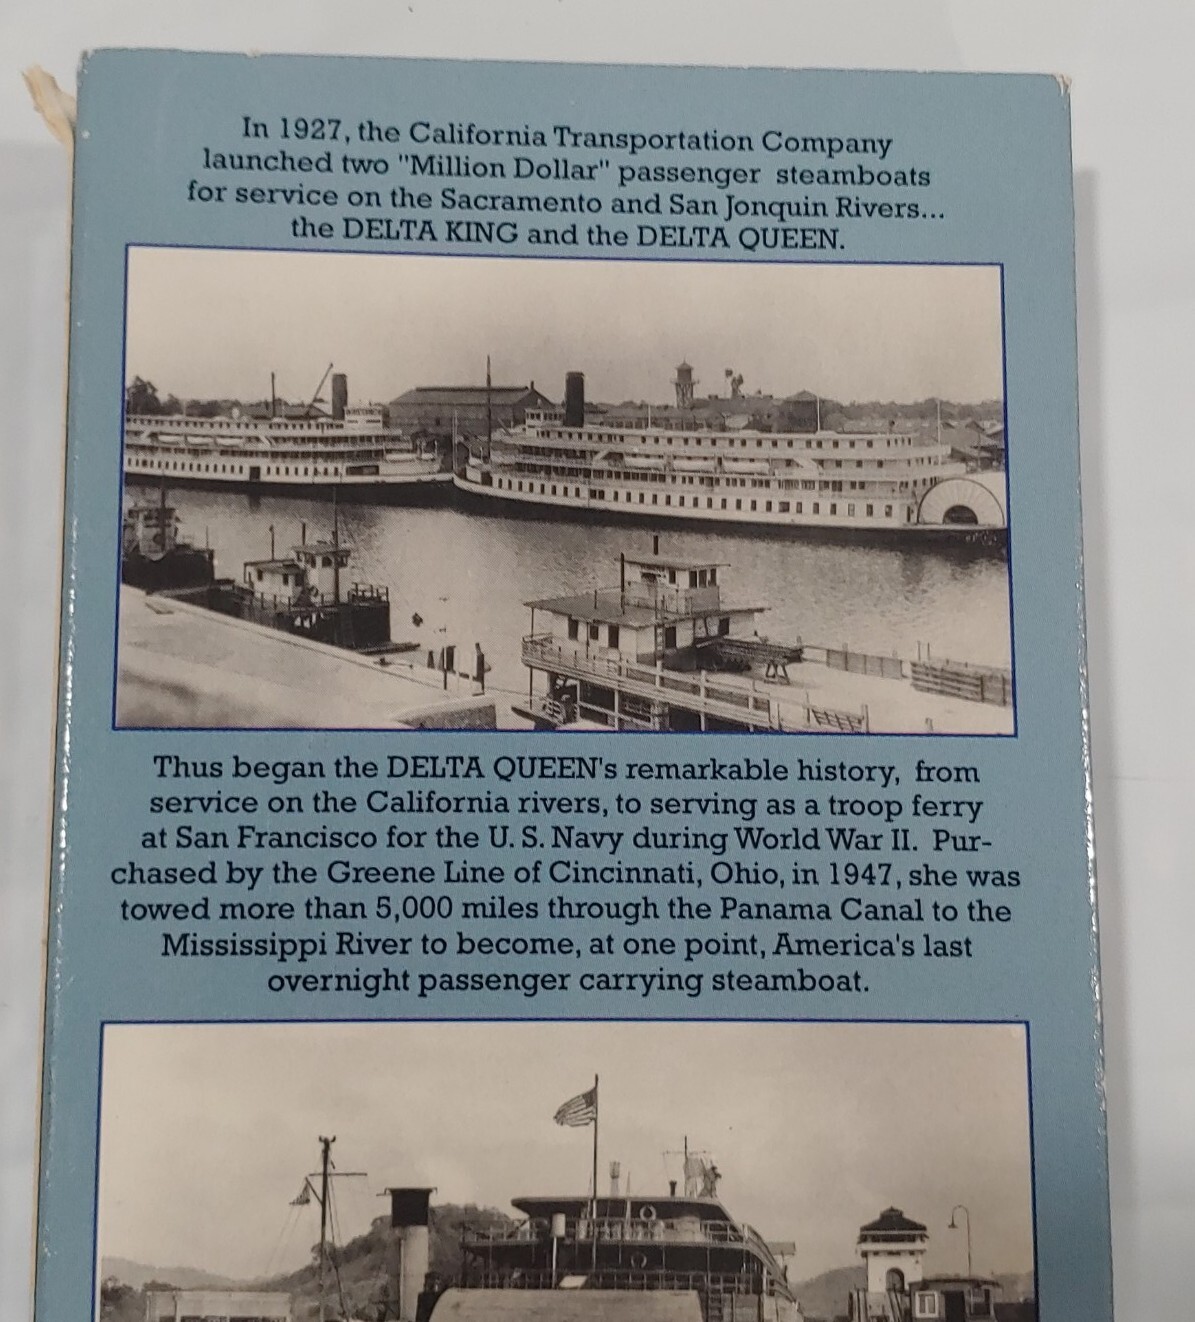 In 1927, the California Transportation Company
launched two "Million Dollar" passenger steamboats
for service on the Sacramento and San Jonquin Rivers...
the DELTA KING and the DELTA QUEEN.
Thus began the DELTA QUEEN's remarkable history, from
service on the California rivers, to serving as a troop ferry
at San Francisco for the U. S. Navy during World War II. Pur-
chased by the Greene Line of Cincinnati, Ohio, in 1947, she was
towed more than 5,000 miles through the Panama Canal to the
Mississippi River to become, at one point, America's last
overnight passenger carrying steamboat.